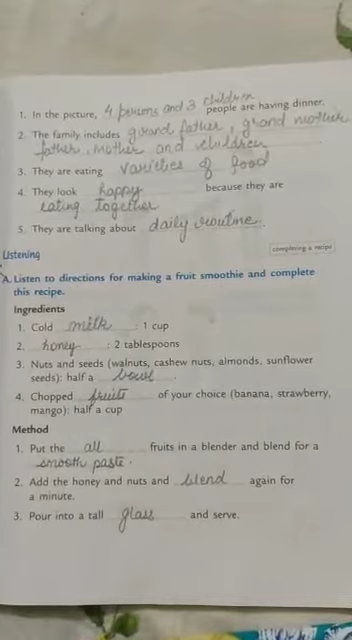 1. In the picture, 4 persons and 3 children people are having dinner.
2. The family includes grand father, grand mother
father, mother and children
3. They are eating varieties of food
4. They look happy because they are
eating together
5. They are talking about daily routine.
Listening
completing a recipe
A. Listen to directions for making a fruit smoothie and complete
this recipe.
Ingredients
1. Cold milk : 1 cup
2. honey : 2 tablespoons
3. Nuts and seeds (walnuts, cashew nuts, almonds, sunflower
seeds): half a bowl.
4. Chopped fruits of your choice (banana, strawberry,
mango): half a cup
Method
1. Put the all fruits in a blender and blend for a
smooth paste.
2. Add the honey and nuts and blend again for
a minute.
3. Pour into a tall glass and serve.